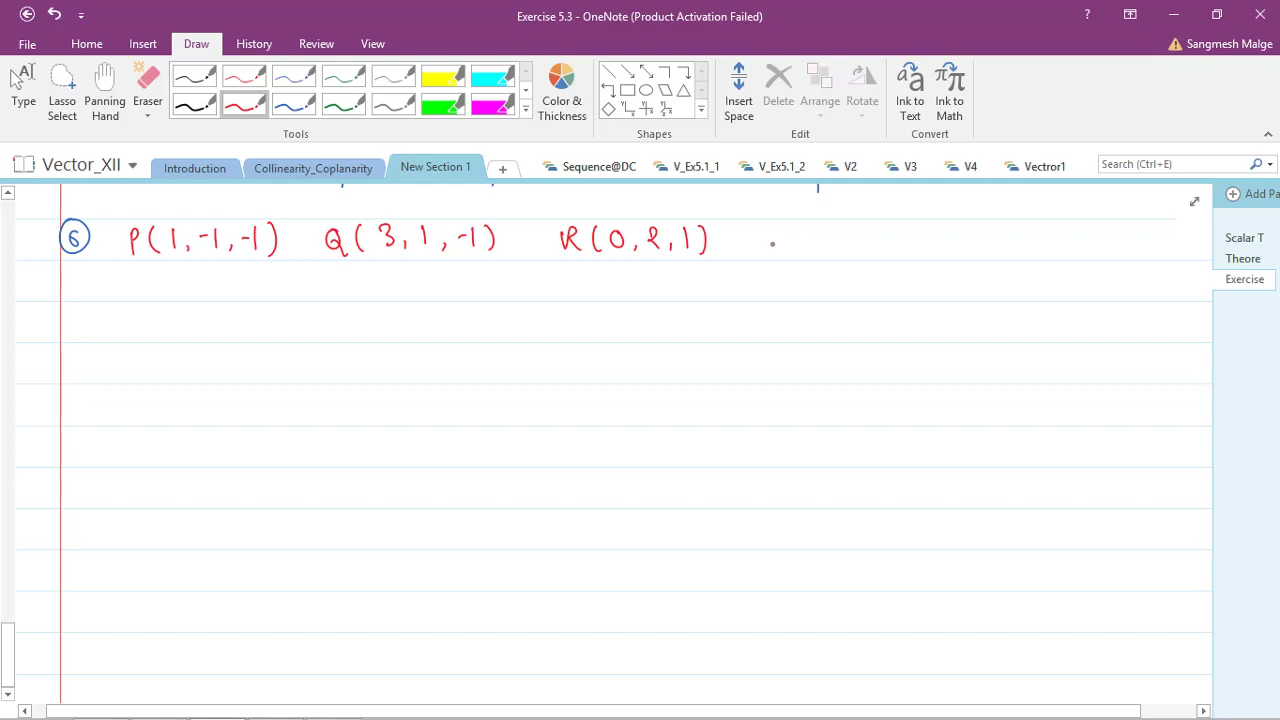 Exercise 5.3 - OneNote (Product Activation Failed)
?
File Home Insert Draw History Review View Sangmesh Malge
Type Lasso Select Panning Hand Eraser Color & Thickness Insert Space Delete Arrange Rotate Ink to Text Ink to Math
Tools Shapes Edit Convert
Vector_XII Introduction Collinearity_Coplanarity New Section 1 + Sequence@DC V_Ex5.1_1 V_Ex5.1_2 V2 V3 V4 Vector1 Search (Ctrl+E)
Add Pa
Scalar T
Theore
Exercise
6 P(1,-1,-1) Q(3,1,-1) R(0,2,1)